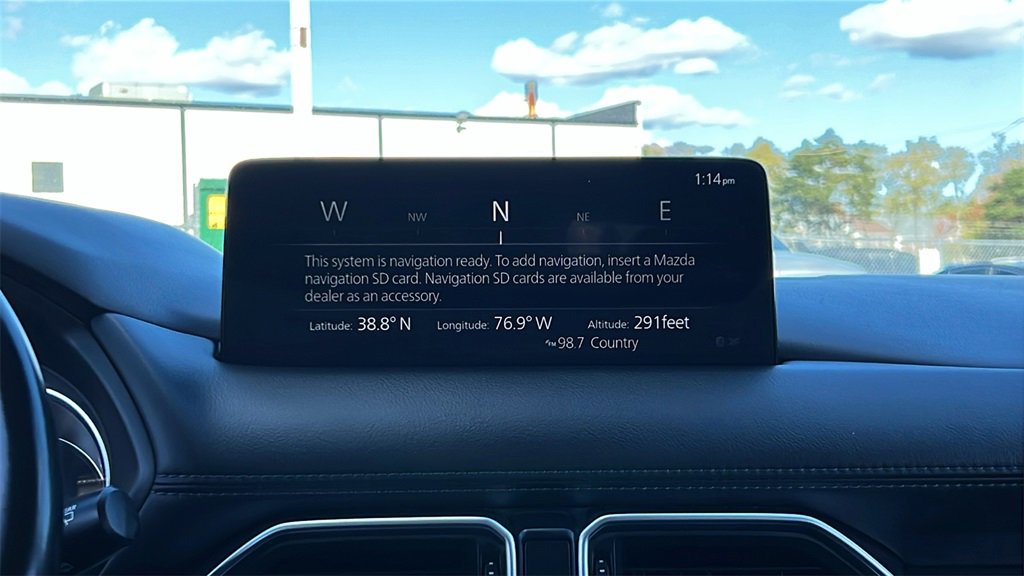 1:14pm
W NW N NE E
This system is navigation ready. To add navigation, insert a Mazda
navigation SD card. Navigation SD cards are available from your
dealer as an accessory.
Latitude: 38.8° N Longitude: 76.9° W Altitude: 291feet
FM 98.7 Country